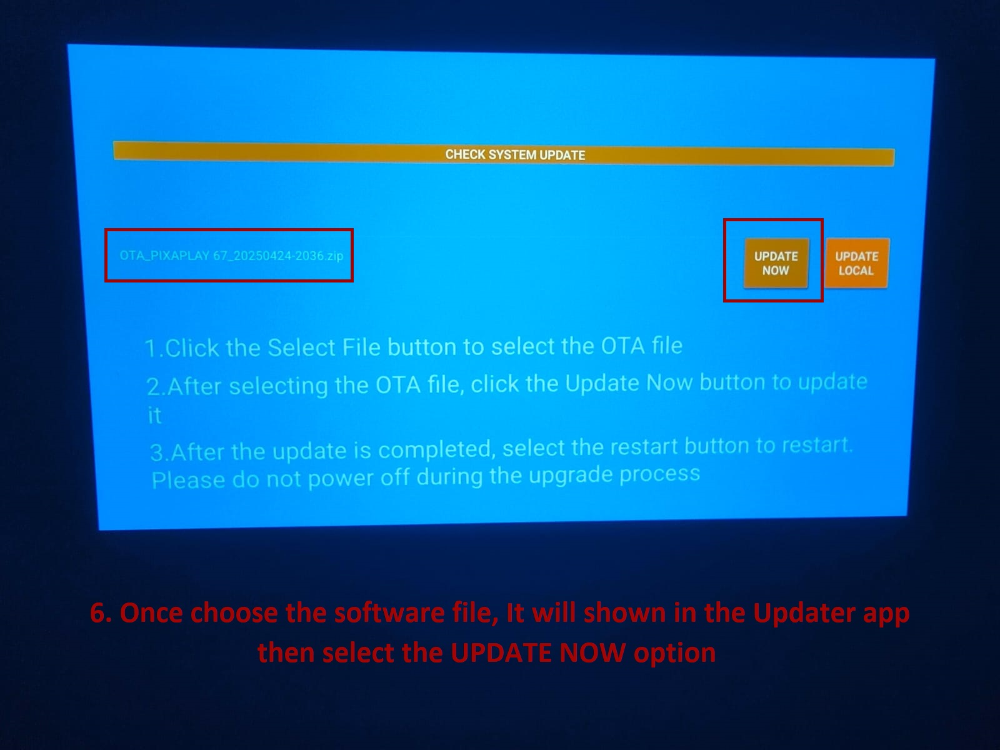 CHECK SYSTEM UPDATE
OTA_PIXAPLAY 67_20250424-2036.zip
UPDATE
NOW
UPDATE
LOCAL
1.Click the Select File button to select the OTA file
2.After selecting the OTA file, click the Update Now button to update
it
3.After the update is completed, select the restart button to restart.
Please do not power off during the upgrade process
6. Once choose the software file, It will shown in the Updater app
then select the UPDATE NOW option